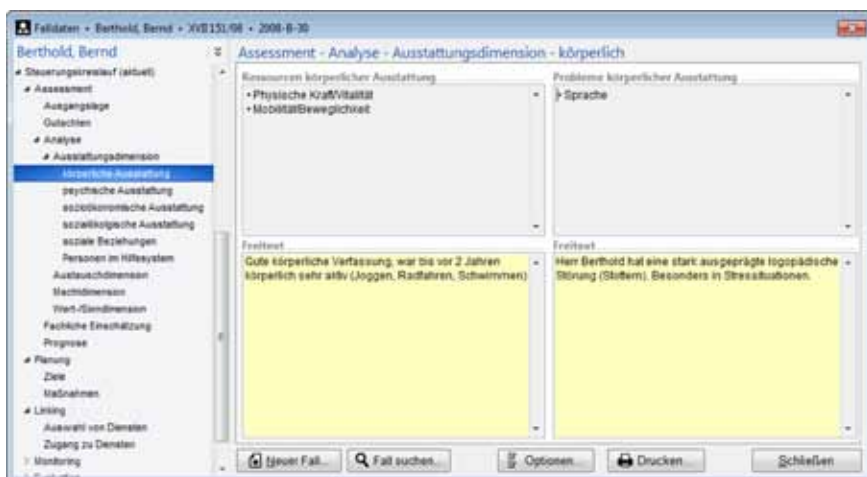 Falldaten • Berthold, Bernd • XVII 151/08 • 2008-8-30
Berthold, Bernd
Steuerungskreislauf (aktuell)
Assessment
Ausgangslage
Gutachten
Analyse
Ausstattungsdimension
körperliche Ausstattung
psychische Ausstattung
sozioökonomische Ausstattung
sozialökolgische Ausstattung
soziale Beziehungen
Personen im Hilfesystem
Austauschdimension
Machtdimension
Wert-/Sinndimension
Fachliche Einschätzung
Prognose
Planung
Ziele
Maßnahmen
Linking
Auswahl von Diensten
Zugang zu Diensten
Monitoring
Assessment - Analyse - Ausstattungsdimension - körperlich
Ressourcen körperlicher Ausstattung
• Physische Kraft/Vitalität
• Mobilität/Beweglichkeit
Probleme körperlicher Ausstattung
• Sprache
Freitext
Gute körperliche Verfassung, war bis vor 2 Jahren
körperlich sehr aktiv (Joggen, Radfahren, Schwimmen)
Freitext
Herr Berthold hat eine stark ausgeprägte logopädische
Störung (Stottern). Besonders in Stressituationen.
Neuer Fall...
Fall suchen...
Optionen...
Drucken...
Schließen